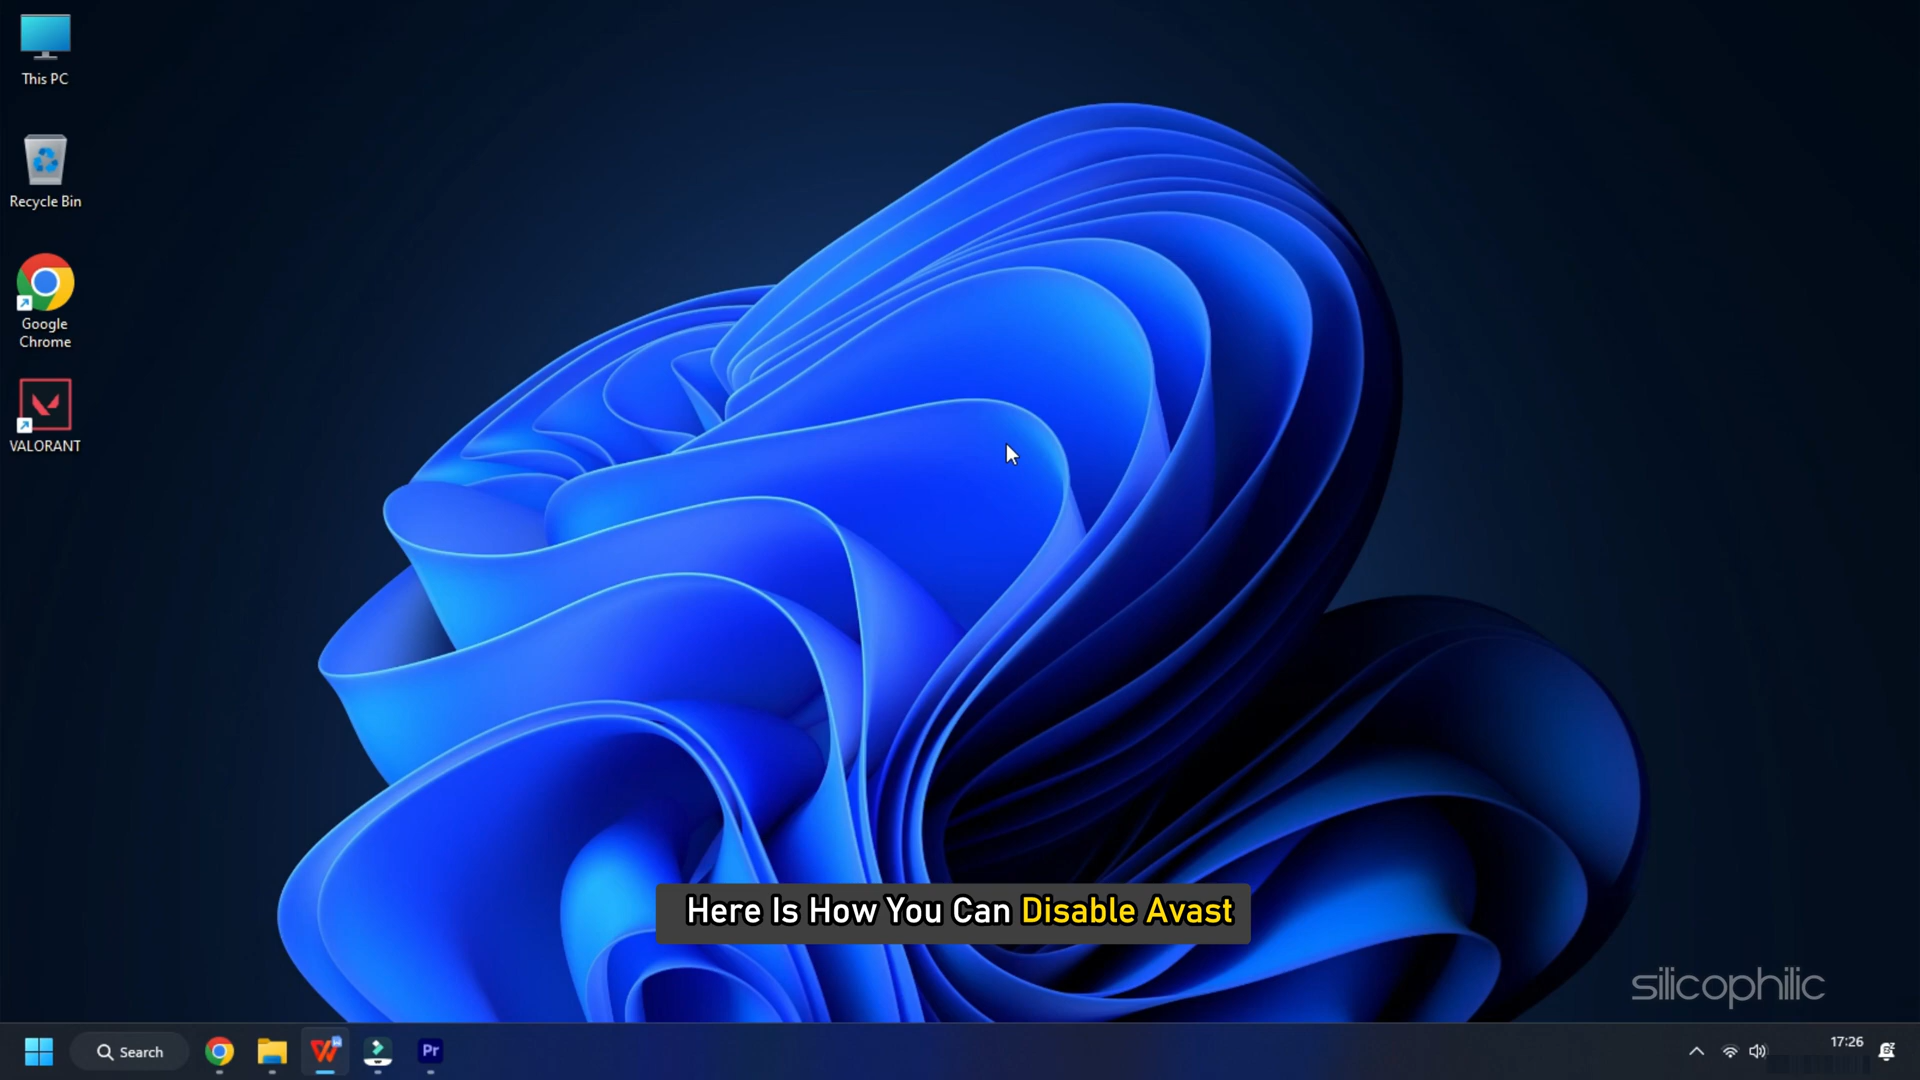 This PC
Recycle Bin
Google
Chrome
VALORANT
Here Is How You Can Disable Avast
silicophilic
Search
Pr
17:26